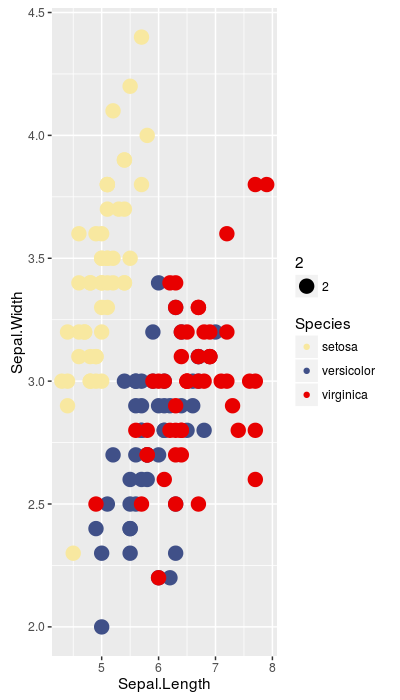 4.5
4.0
3.5
3.0
2.5
2.0
Sepal.Width
5 6 7 8
Sepal.Length
2
2
Species
setosa
versicolor
virginica